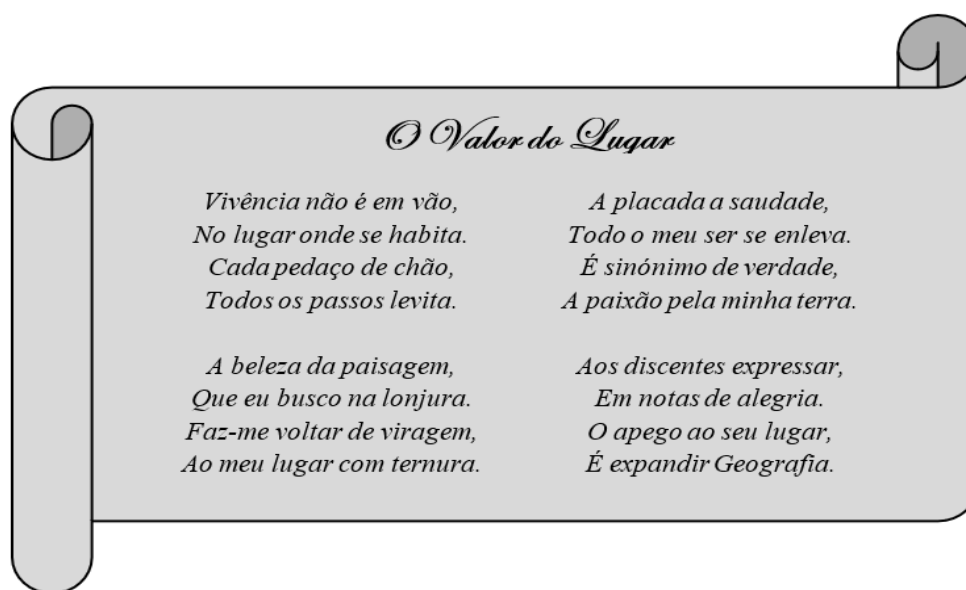 O Valor do Lugar
Vivência não é em vão,
No lugar onde se habita.
Cada pedaço de chão,
Todos os passos levita.
A beleza da paisagem,
Que eu busco na lonjura.
Faz-me voltar de viragem,
Ao meu lugar com ternura.
A placada a saudade,
Todo o meu ser se enleva.
É sinónimo de verdade,
A paixão pela minha terra.
Aos discentes expressar,
Em notas de alegria.
O apego ao seu lugar,
É expandir Geografia.